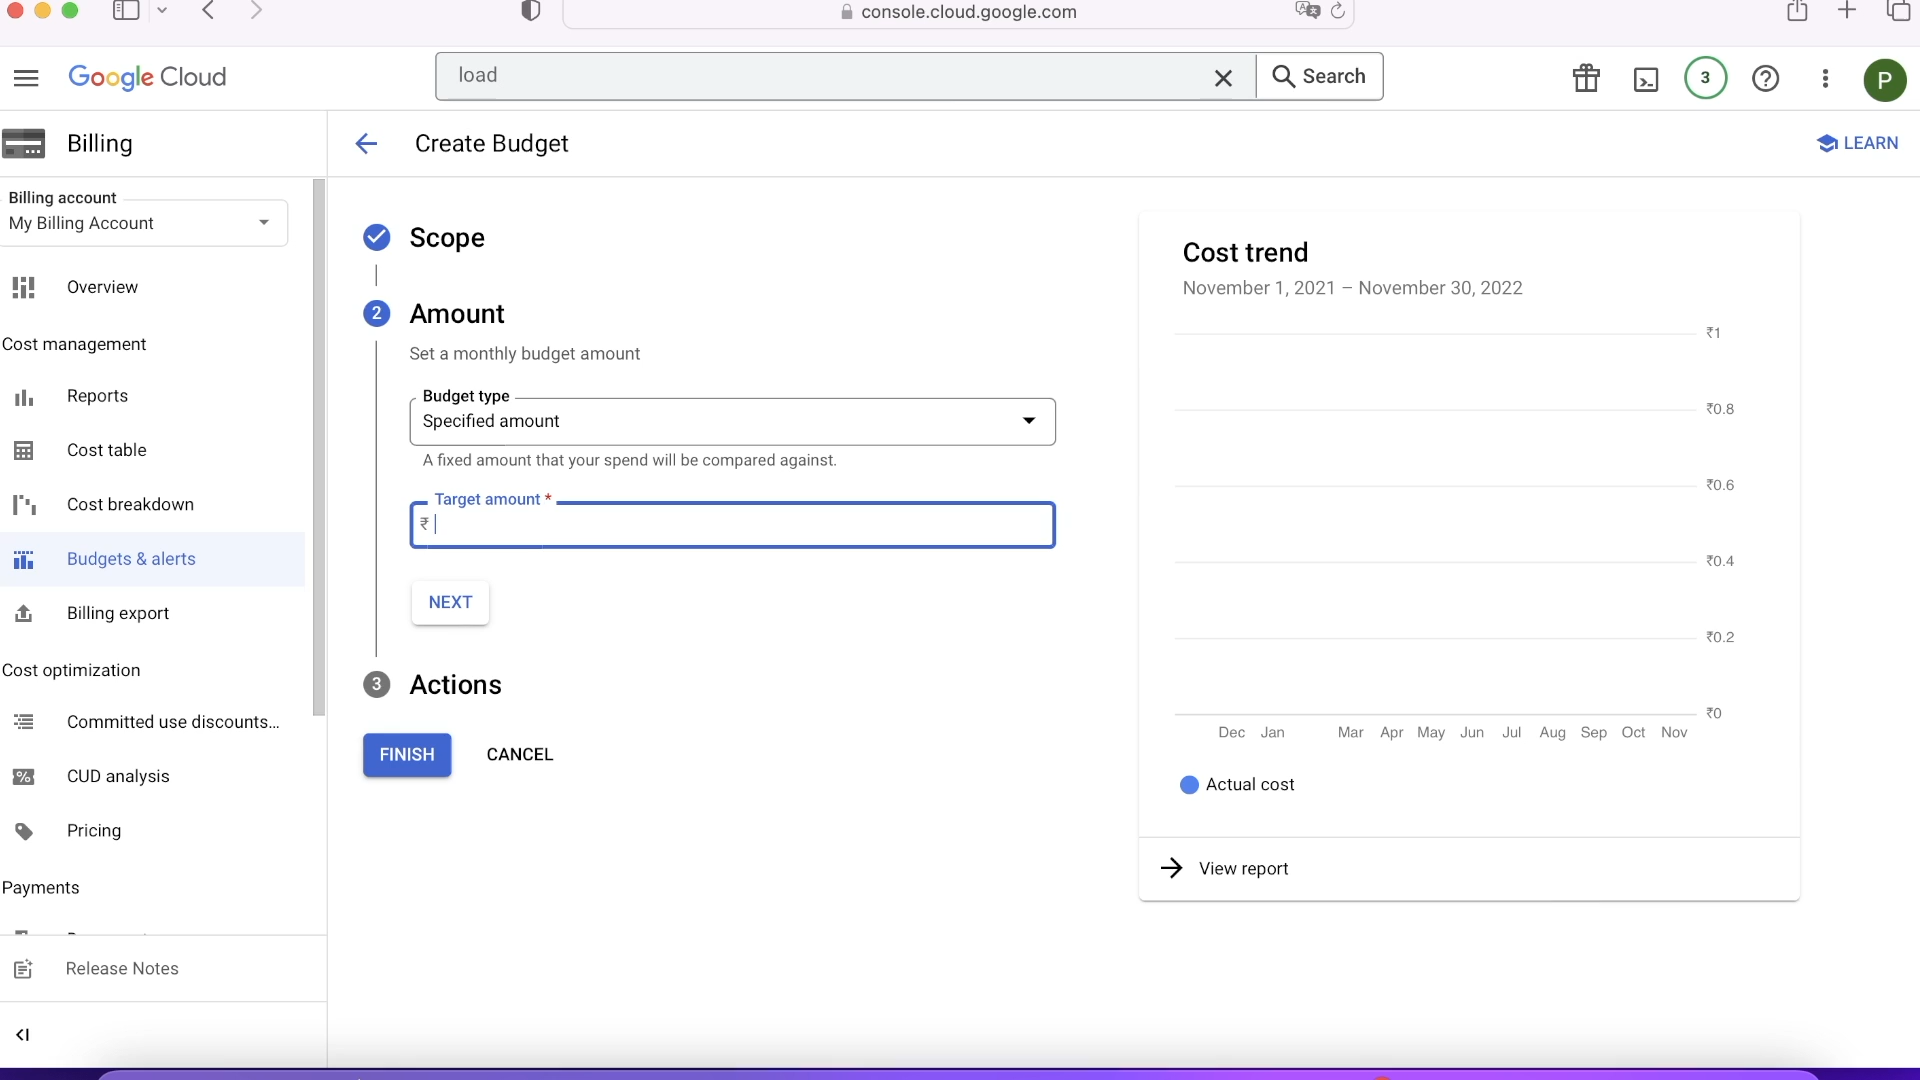 console.cloud.google.com
Google Cloud
load
Search
3
P
Billing
Create Budget
LEARN
Billing account
My Billing Account
Overview
Cost management
Reports
Cost table
Cost breakdown
Budgets & alerts
Billing export
Cost optimization
Committed use discounts...
CUD analysis
Pricing
Payments
Release Notes
Scope
2 Amount
Set a monthly budget amount
Budget type
Specified amount
A fixed amount that your spend will be compared against.
Target amount *
₹
NEXT
3 Actions
FINISH CANCEL
Cost trend
November 1, 2021 – November 30, 2022
₹1
₹0.8
₹0.6
₹0.4
₹0.2
₹0
Dec Jan Mar Apr May Jun Jul Aug Sep Oct Nov
Actual cost
View report